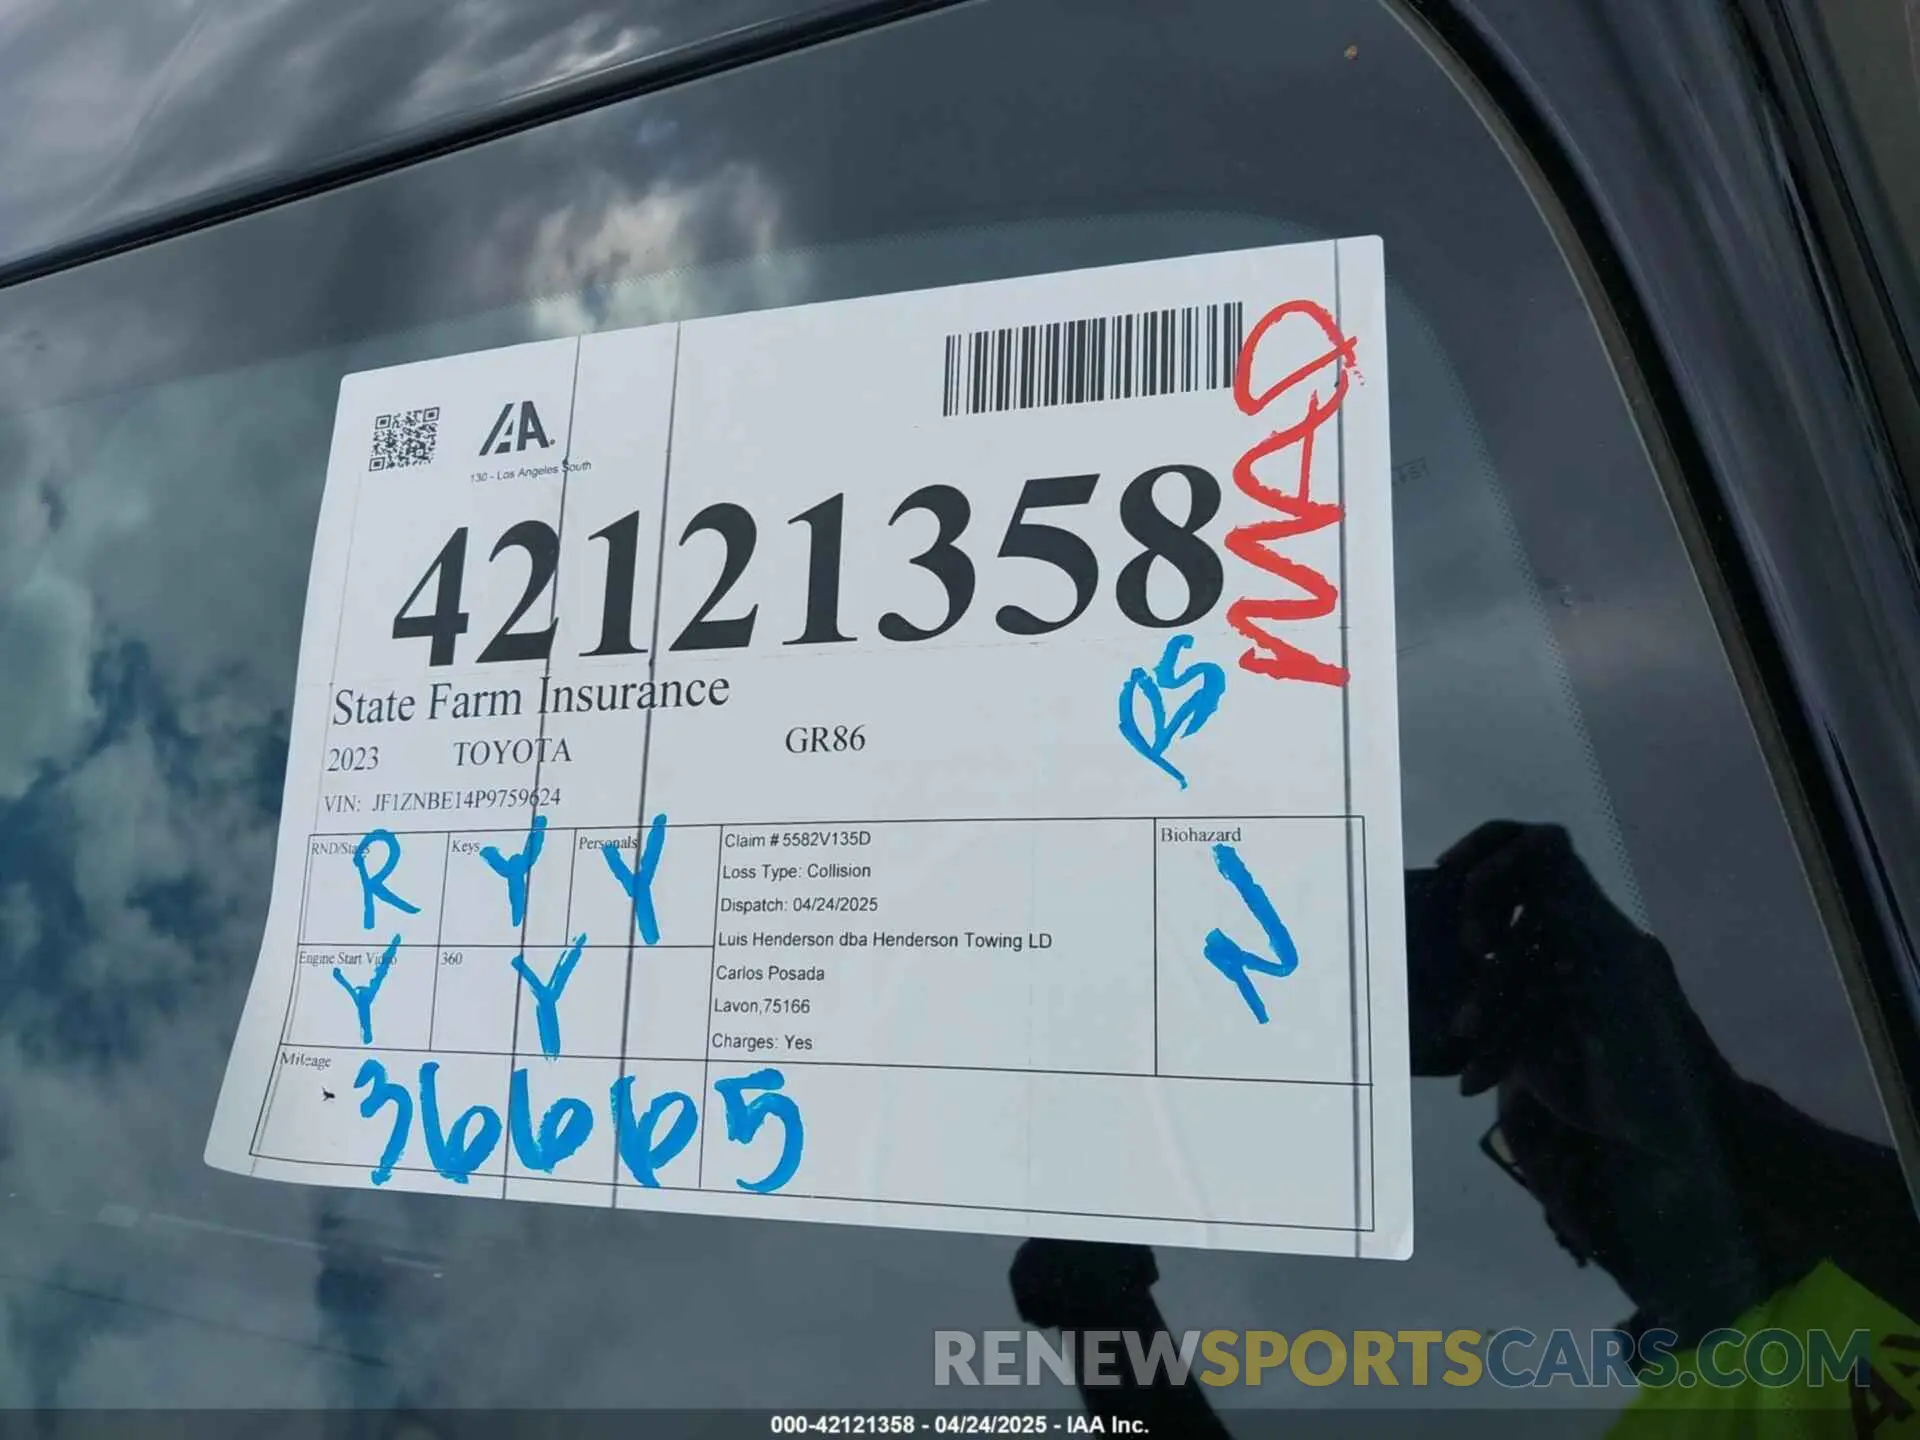 IAA.
130 - Los Angeles South
42121358
MAD
RS
State Farm Insurance
2023 TOYOTA GR86
VIN: JF1ZNBE14P9759624
RND/Stats R
Keys Y
Personals Y
Engine Start Video Y
360 Y
Claim # 5582V135D
Loss Type: Collision
Dispatch: 04/24/2025
Luis Henderson dba Henderson Towing LD
Carlos Posada
Lavon,75166
Charges: Yes
Biohazard N
Mileage
36665
RENEWSPORTSCARS.COM
000-42121358 - 04/24/2025 - IAA Inc.